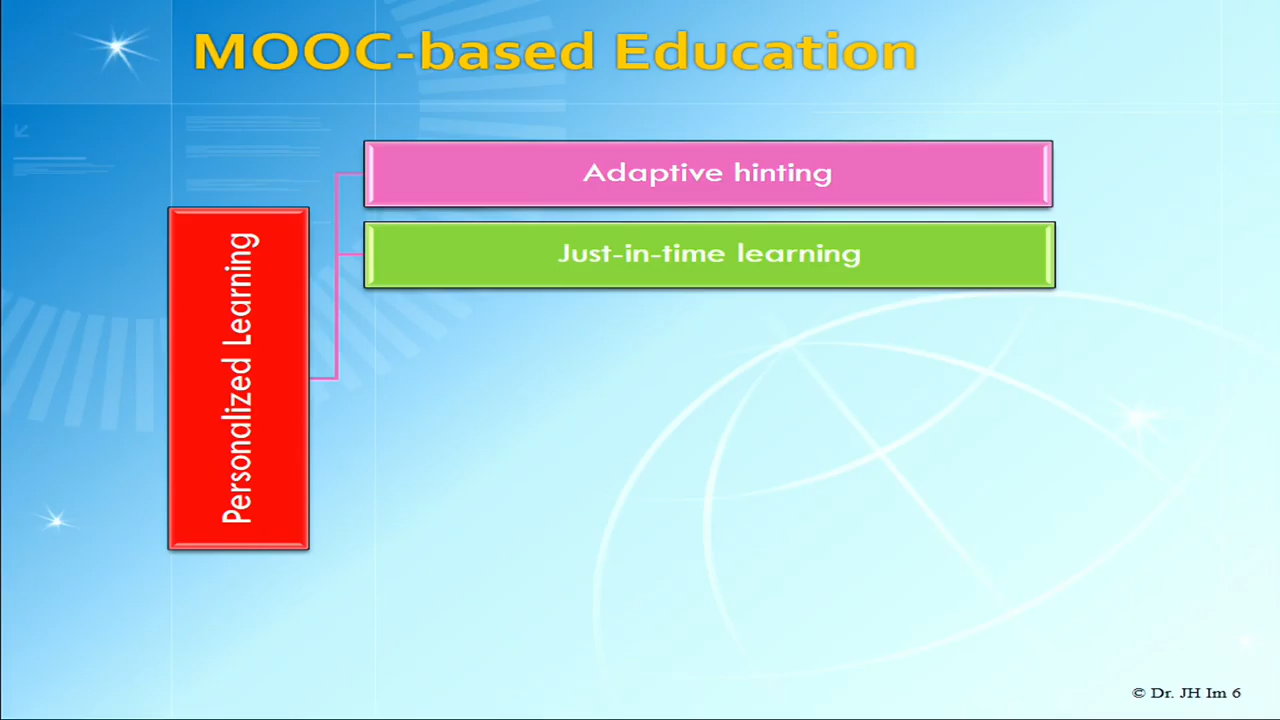 MOOC-based Education
Adaptive hinting
Just-in-time learning
Personalized Learning
© Dr. JH Im 6